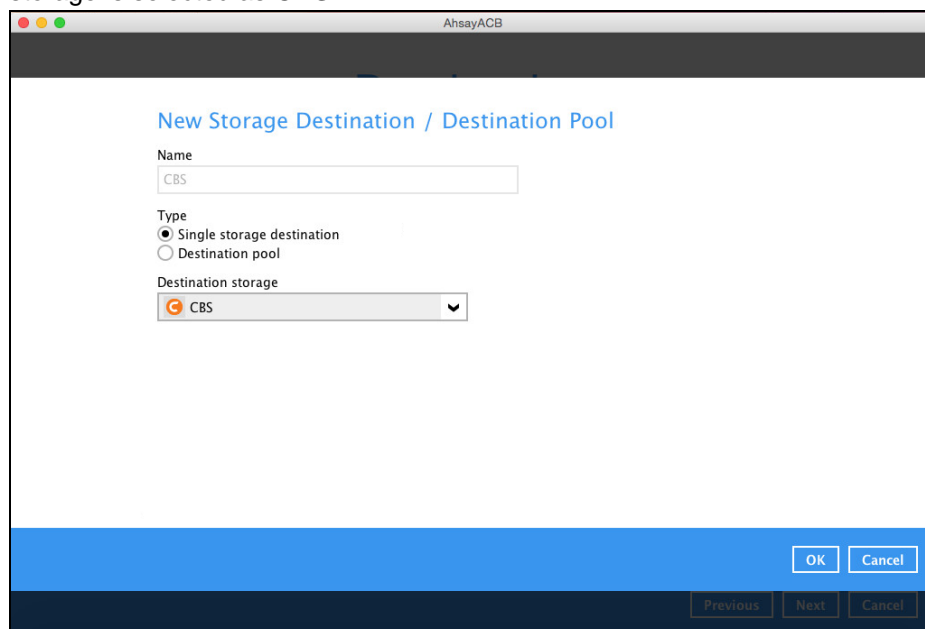 AhsayACB
New Storage Destination / Destination Pool
Name
CBS
Type
Single storage destination
Destination pool
Destination storage
CBS
OK Cancel
Previous Next Cancel